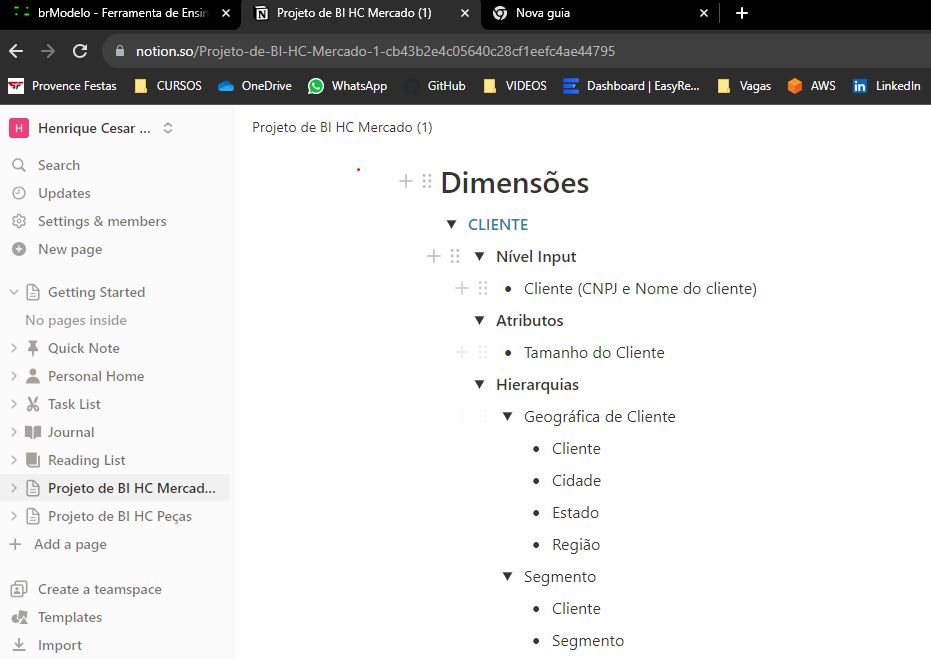 brModelo - Ferramenta de Ensin
Projeto de BI HC Mercado (1)
Nova guia
notion.so/Projeto-de-BI-HC-Mercado-1-cb43b2e4c05640c28cf1eefc4ae44795
Provence Festas
CURSOS
OneDrive
WhatsApp
GitHub
VIDEOS
Dashboard | EasyRe...
Vagas
AWS
LinkedIn
H
Henrique Cesar ...
Search
Updates
Settings & members
New page
Getting Started
No pages inside
Quick Note
Personal Home
Task List
Journal
Reading List
Projeto de BI HC Mercad...
Projeto de BI HC Peças
Add a page
Create a teamspace
Templates
Import
Projeto de BI HC Mercado (1)
Dimensões
CLIENTE
Nível Input
Cliente (CNPJ e Nome do cliente)
Atributos
Tamanho do Cliente
Hierarquias
Geográfica de Cliente
Cliente
Cidade
Estado
Região
Segmento
Cliente
Segmento